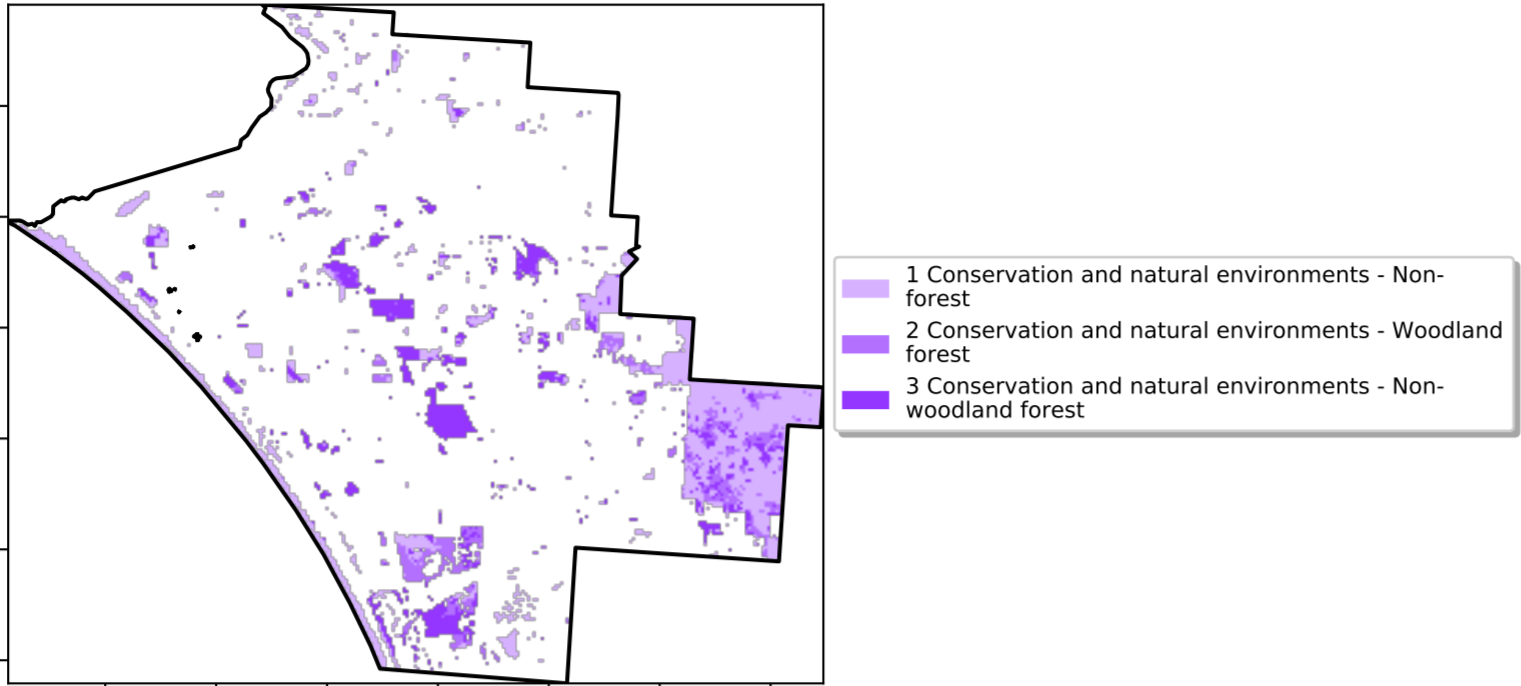 1 Conservation and natural environments - Non-
forest
2 Conservation and natural environments - Woodland
forest
3 Conservation and natural environments - Non-
woodland forest